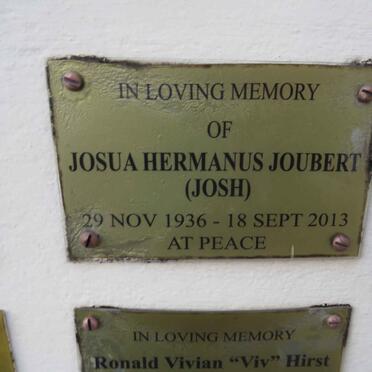 IN LOVING MEMORY
OF
JOSUA HERMANUS JOUBERT
(JOSH)
29 NOV 1936 - 18 SEPT 2013
AT PEACE
IN LOVING MEMORY
Ronald Vivian "Viv" Hirst